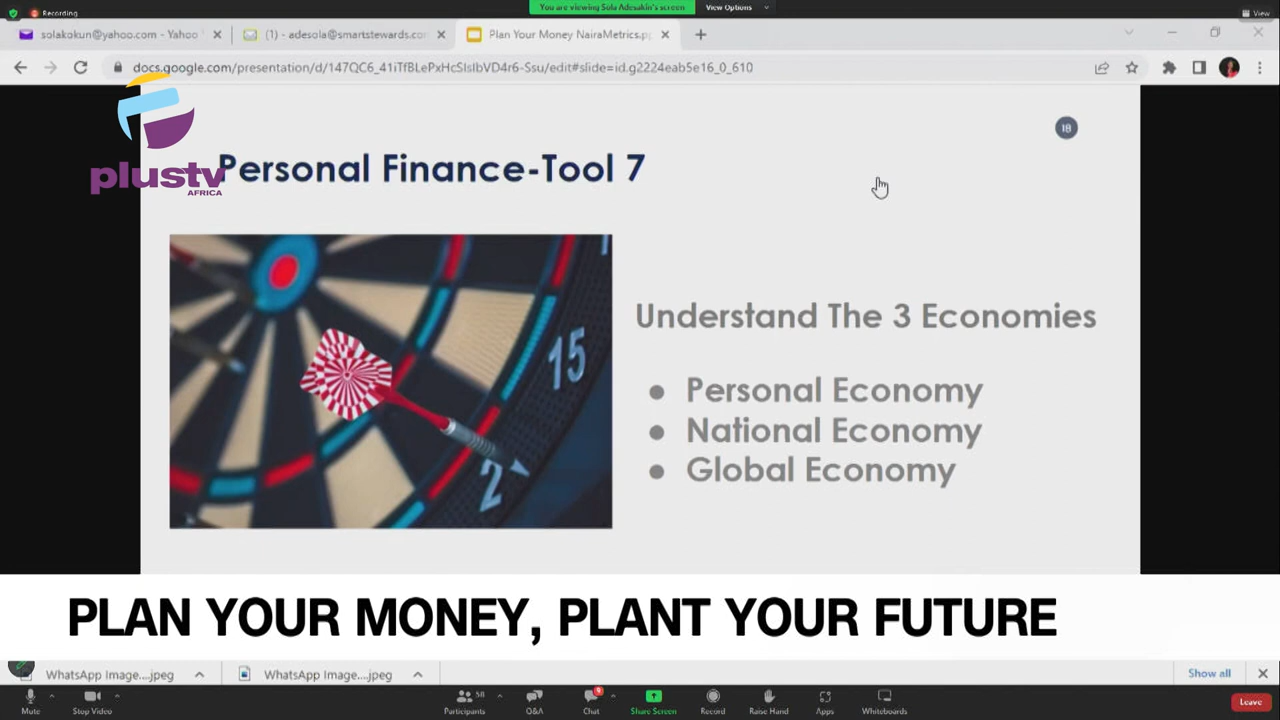 Recording
You are viewing Sola Adesakin's screen
View Options
View
solakokun@yahoo.com - Yahoo
(1) - adesola@smartstewards.co
Plan Your Money NairaMetrics.pp
docs.google.com/presentation/d/147QC6_41iTfBLePxHcSIsIbVD4r6-Ssu/edit#slide=id.g2224eab5e16_0_610
18
plustv
AFRICA
Personal Finance-Tool 7
15
2
Understand The 3 Economies
● Personal Economy
● National Economy
● Global Economy
PLAN YOUR MONEY, PLANT YOUR FUTURE
WhatsApp Image....jpeg
WhatsApp Image....jpeg
Show all
Mute
Stop Video
58
Participants
Q&A
Chat
Share Screen
Record
Raise Hand
Apps
Whiteboards
Leave